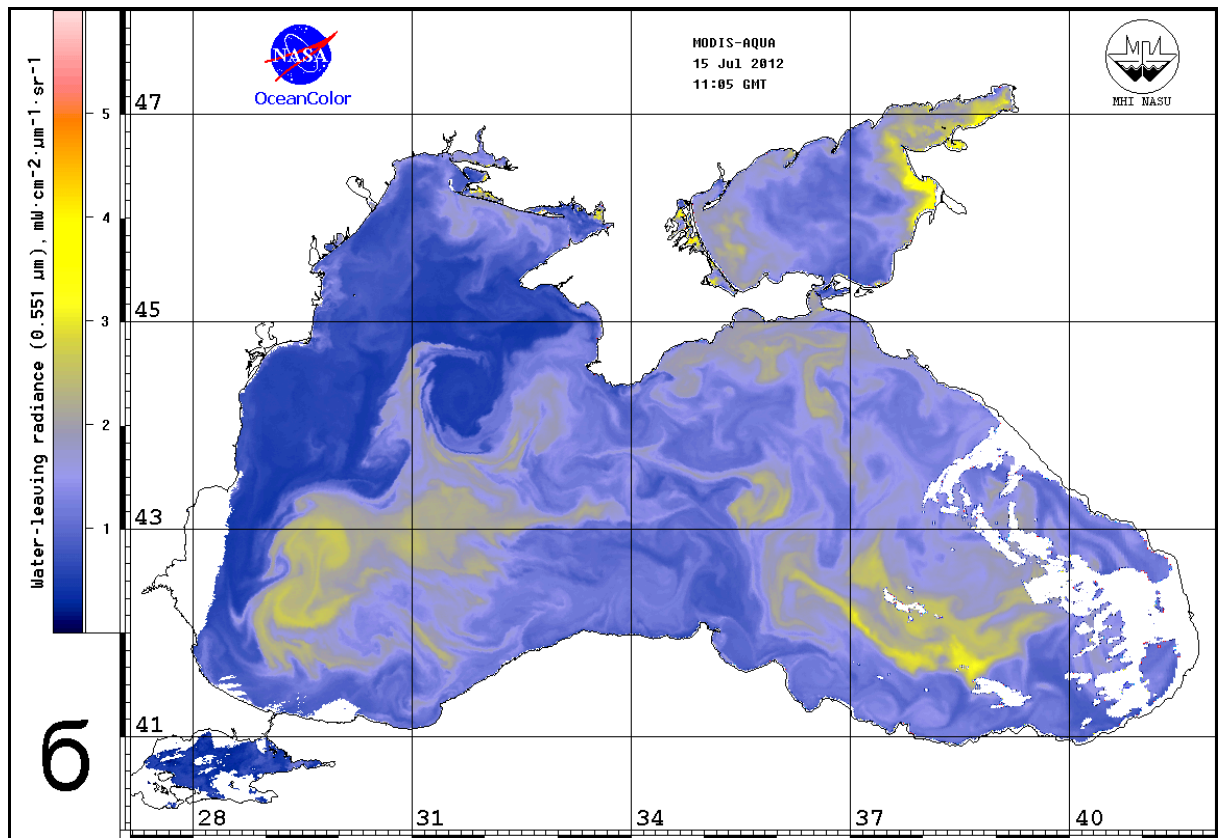 Water-leaving radiance (0.551 μm), mW·cm⁻²·μm⁻¹·sr⁻¹
5
4
3
2
1
NASA
OceanColor
MODIS-AQUA
15 Jul 2012
11:05 GMT
MHI NASU
47
45
43
41
28
31
34
37
40
б